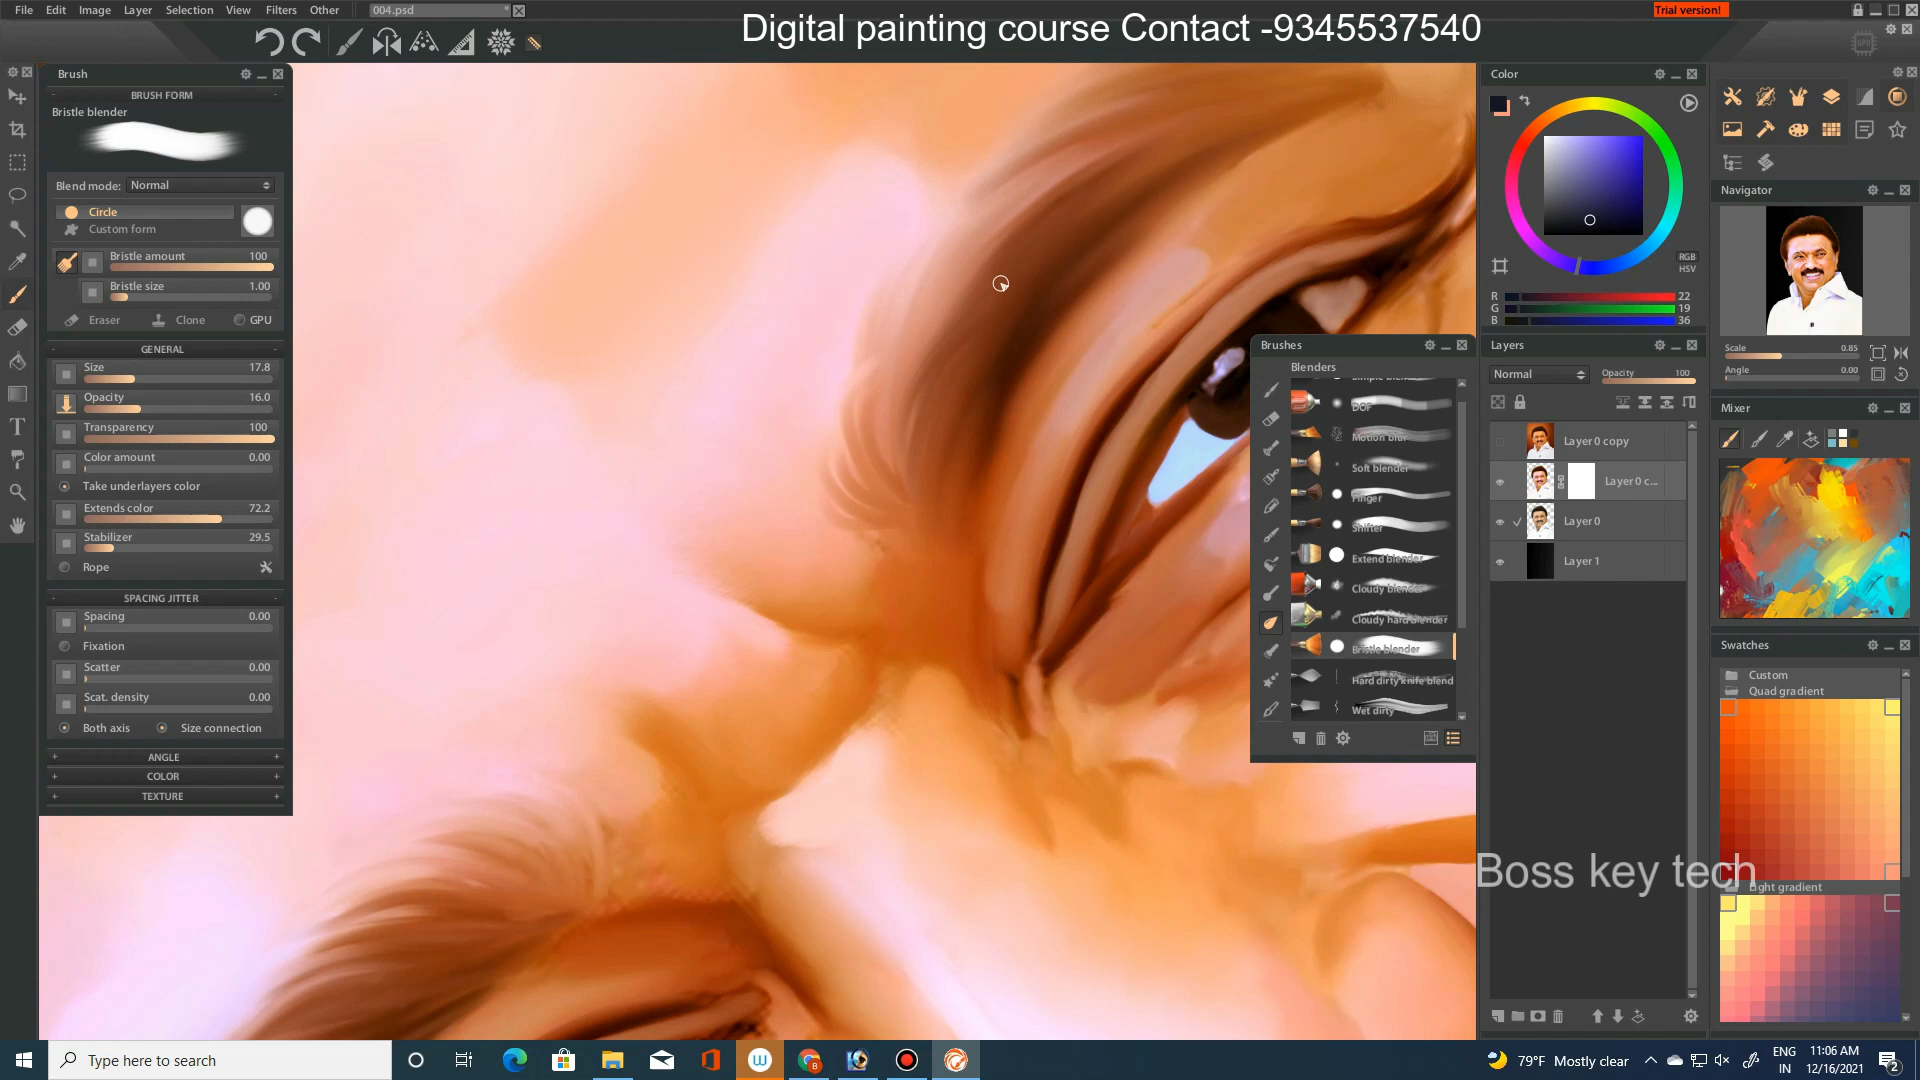 File Edit Image Layer Selection View Filters Other 004.psd * Trial version!
Digital painting course Contact -9345537540
Brush
BRUSH FORM
Bristle blender
Blend mode: Normal
Circle
Custom form
Bristle amount 100
Bristle size 1.00
Eraser Clone GPU
GENERAL
Size 17.8
Opacity 16.0
Transparency 100
Color amount 0.00
Take underlayers color
Extends color 72.2
Stabilizer 29.5
Rope
SPACING JITTER
Spacing 0.00
Fixation
Scatter 0.00
Scat. density 0.00
Both axis Size connection
ANGLE
COLOR
TEXTURE
Brushes
Blenders
DOF
Motion blur
Soft blender
Finger
Shifter
Extend blender
Cloudy blender
Cloudy hard blender
Bristle blender
Hard dirty knife blend
Wet dirty
Color
RGB
HSV
R 22
G 19
B 36
Layers
Normal Opacity 100
Layer 0 copy
Layer 0 c...
Layer 0
Layer 1
GPU
Navigator
Scale 0.85
Angle 0.00
Mixer
Swatches
Custom
Quad gradient
Boss key tech
Light gradient
Type here to search
79°F Mostly clear
ENG
IN
11:06 AM
12/16/2021
2